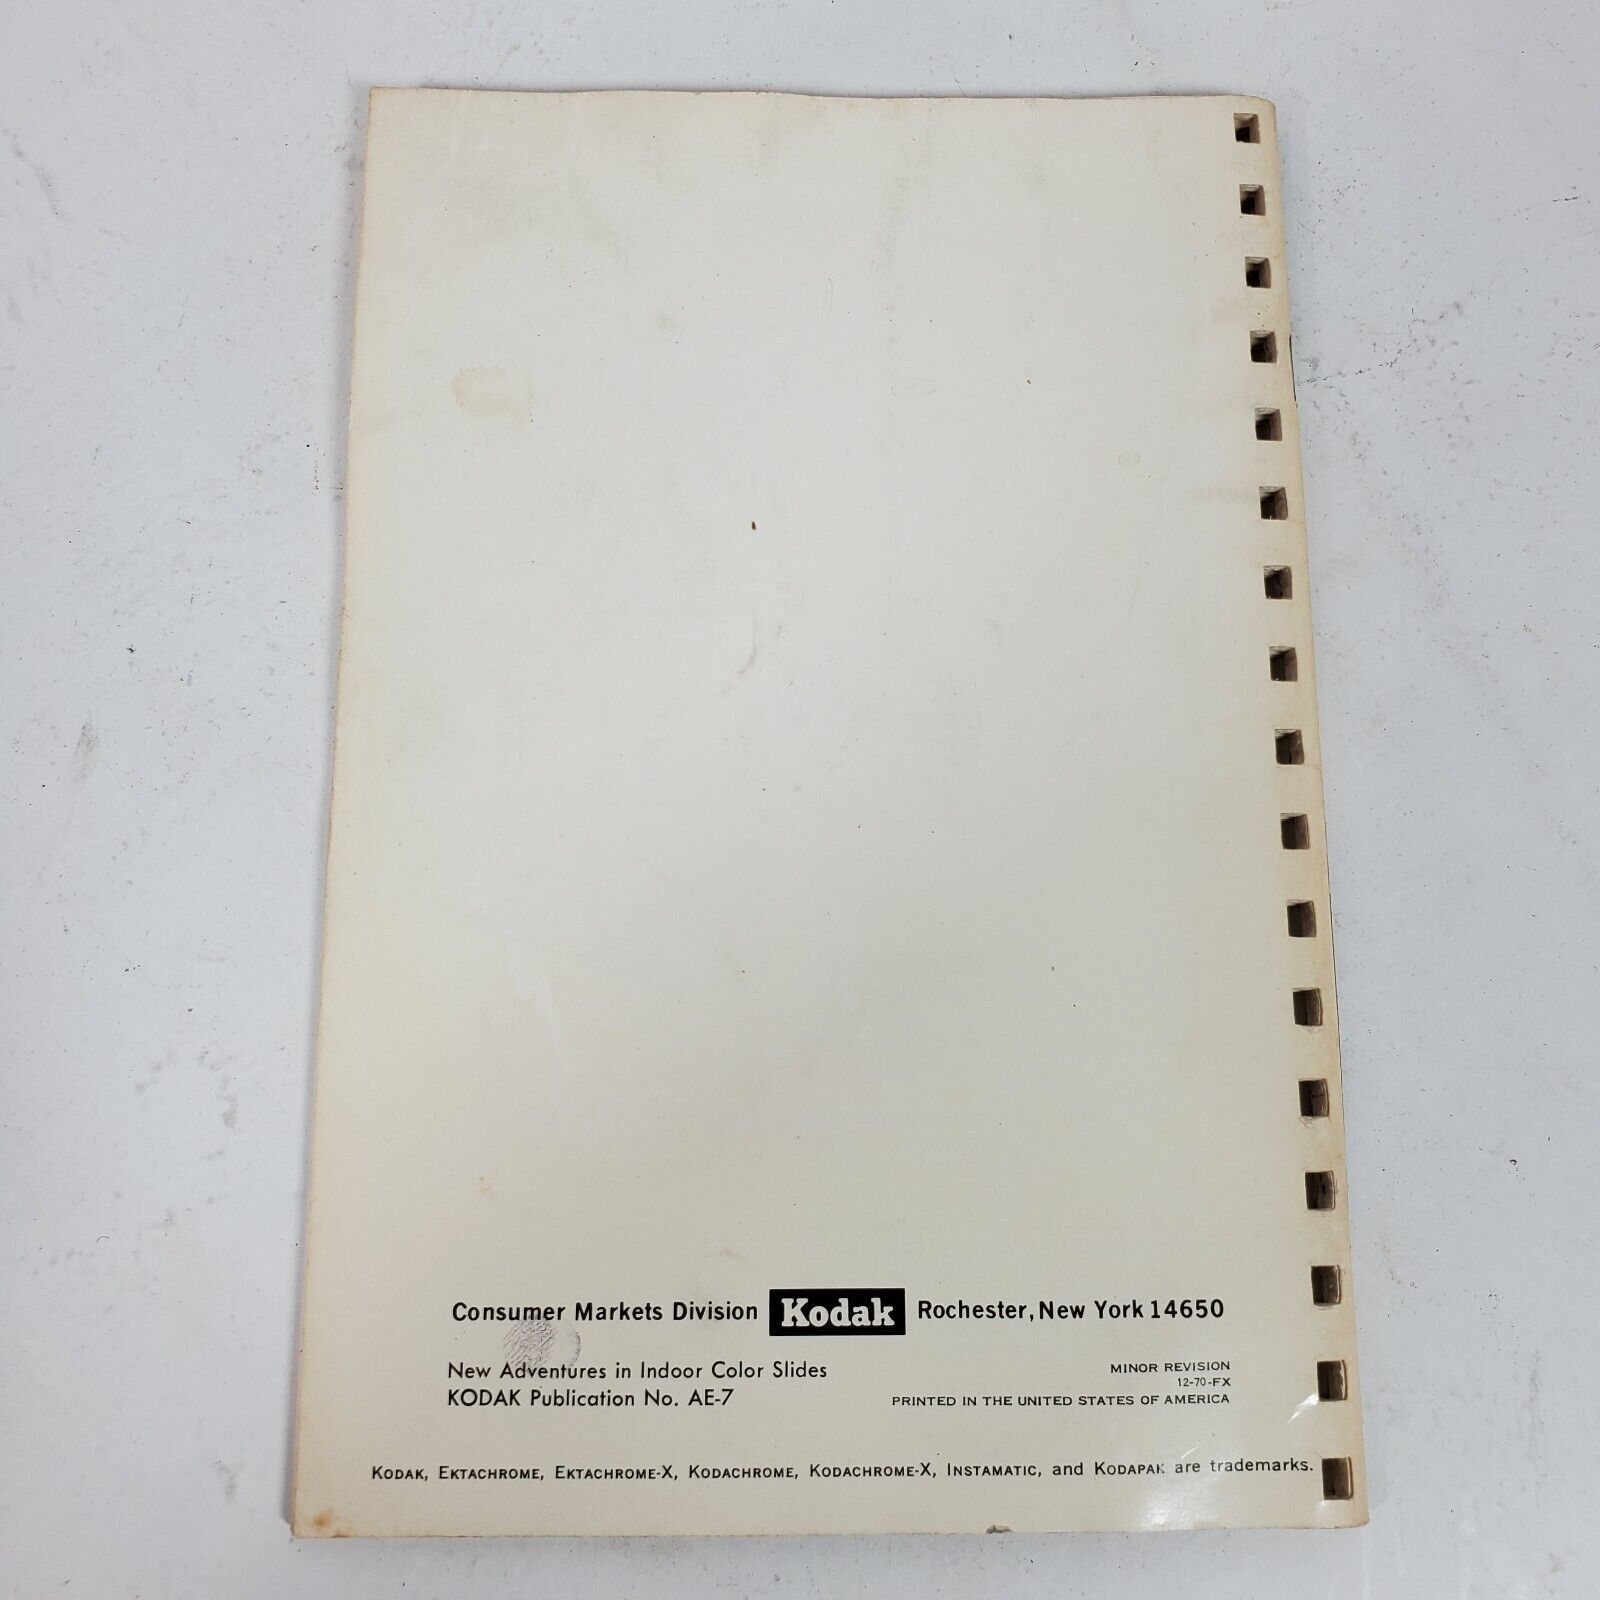 Consumer Markets Division Kodak Rochester, New York 14650
New Adventures in Indoor Color Slides
KODAK Publication No. AE-7
MINOR REVISION
12-70-FX
PRINTED IN THE UNITED STATES OF AMERICA
KODAK, EKTACHROME, EKTACHROME-X, KODACHROME, KODACHROME-X, INSTAMATIC, and KODAPAK are trademarks.